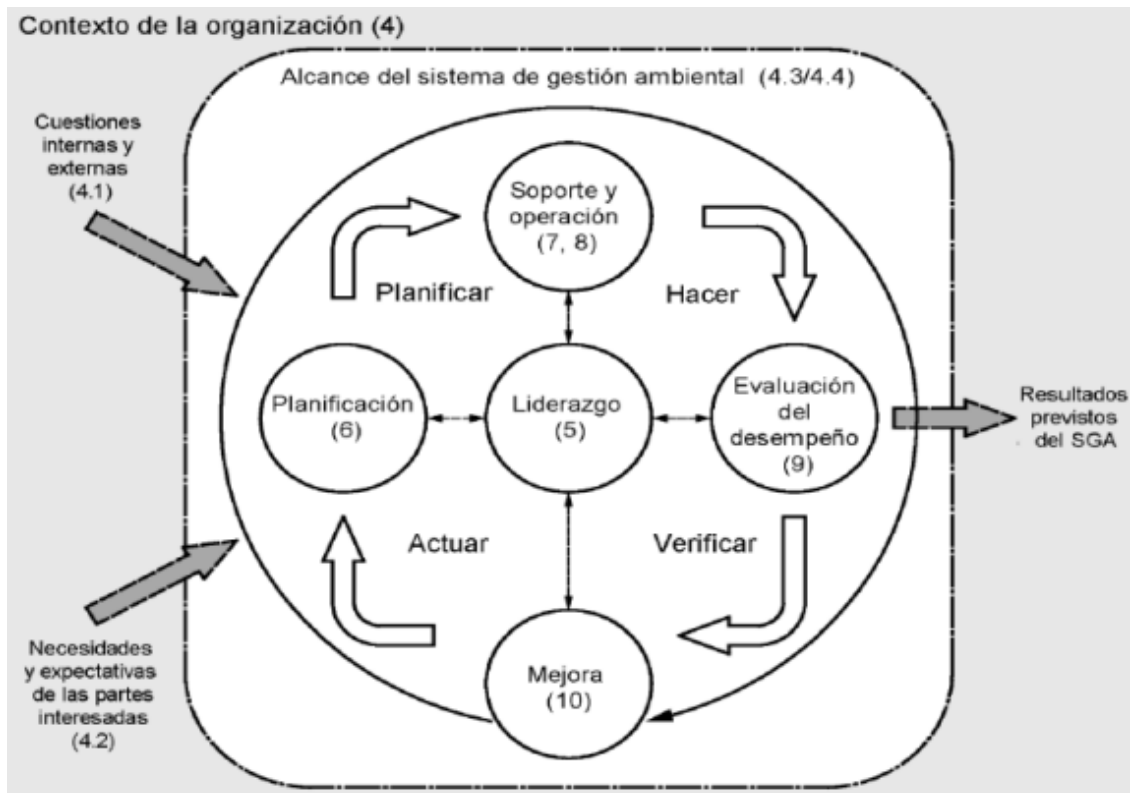 Contexto de la organización (4)
Alcance del sistema de gestión ambiental (4.3/4.4)
Cuestiones
internas y
externas
(4.1)
Soporte y
operación
(7, 8)
Planificar
Hacer
Planificación
(6)
Liderazgo
(5)
Evaluación
del
desempeño
(9)
Resultados
previstos
del SGA
Actuar
Verificar
Necesidades
y expectativas
de las partes
interesadas
(4.2)
Mejora
(10)